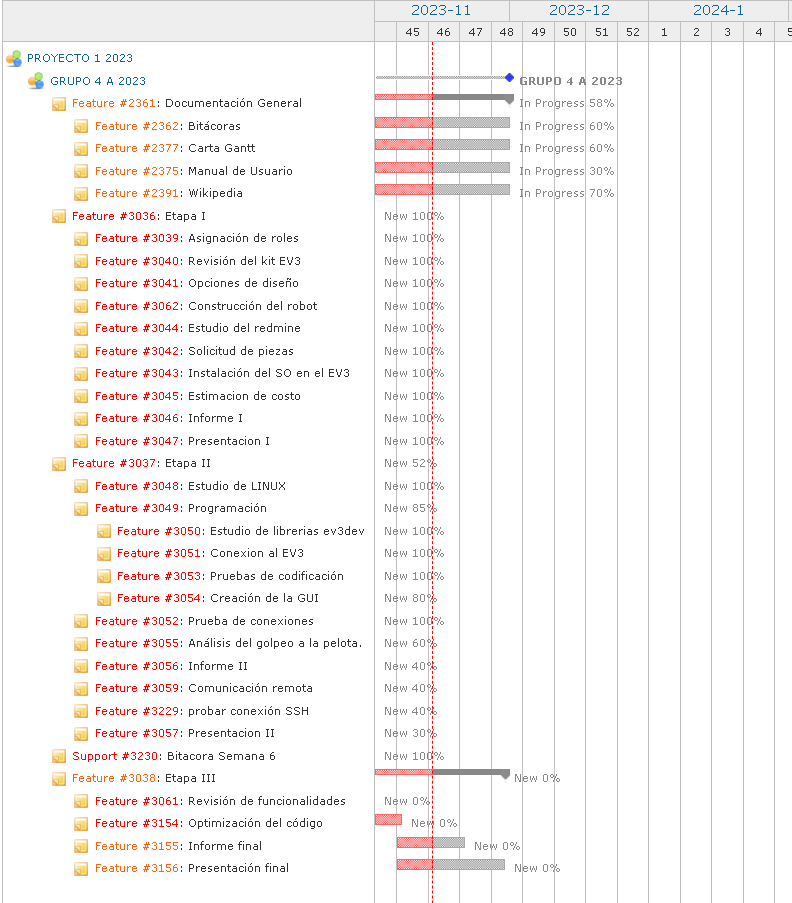 2023-11 2023-12 2024-1
45 46 47 48 49 50 51 52 1 2 3 4
PROYECTO 1 2023
GRUPO 4 A 2023 GRUPO 4 A 2023
Feature #2361: Documentación General In Progress 58%
Feature #2362: Bitácoras In Progress 60%
Feature #2377: Carta Gantt In Progress 60%
Feature #2375: Manual de Usuario In Progress 30%
Feature #2391: Wikipedia In Progress 70%
Feature #3036: Etapa I New 100%
Feature #3039: Asignación de roles New 100%
Feature #3040: Revisión del kit EV3 New 100%
Feature #3041: Opciones de diseño New 100%
Feature #3062: Construcción del robot New 100%
Feature #3044: Estudio del redmine New 100%
Feature #3042: Solicitud de piezas New 100%
Feature #3043: Instalación del SO en el EV3 New 100%
Feature #3045: Estimacion de costo New 100%
Feature #3046: Informe I New 100%
Feature #3047: Presentacion I New 100%
Feature #3037: Etapa II New 52%
Feature #3048: Estudio de LINUX New 100%
Feature #3049: Programación New 85%
Feature #3050: Estudio de librerias ev3dev New 100%
Feature #3051: Conexion al EV3 New 100%
Feature #3053: Pruebas de codificación New 100%
Feature #3054: Creación de la GUI New 80%
Feature #3052: Prueba de conexiones New 100%
Feature #3055: Análisis del golpeo a la pelota. New 60%
Feature #3056: Informe II New 40%
Feature #3059: Comunicación remota New 40%
Feature #3229: probar conexión SSH New 40%
Feature #3057: Presentacion II New 30%
Support #3230: Bitacora Semana 6 New 100%
Feature #3038: Etapa III New 0%
Feature #3061: Revisión de funcionalidades New 0%
Feature #3154: Optimización del código New 0%
Feature #3155: Informe final New 0%
Feature #3156: Presentación final New 0%